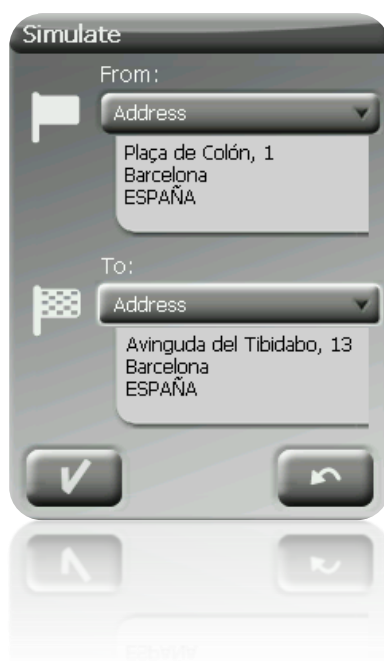 Simulate
From:
Address
Plaça de Colón, 1
Barcelona
ESPAÑA
To:
Address
Avinguda del Tibidabo, 13
Barcelona
ESPAÑA